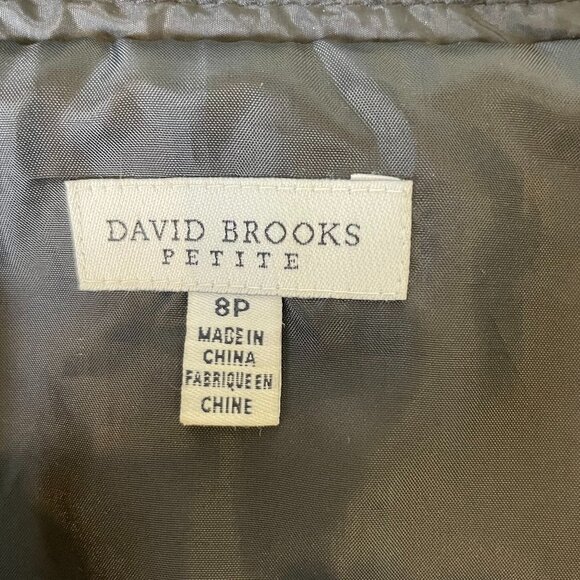 DAVID BROOKS
PETITE
8P
MADE IN
CHINA
FABRIQUE EN
CHINE